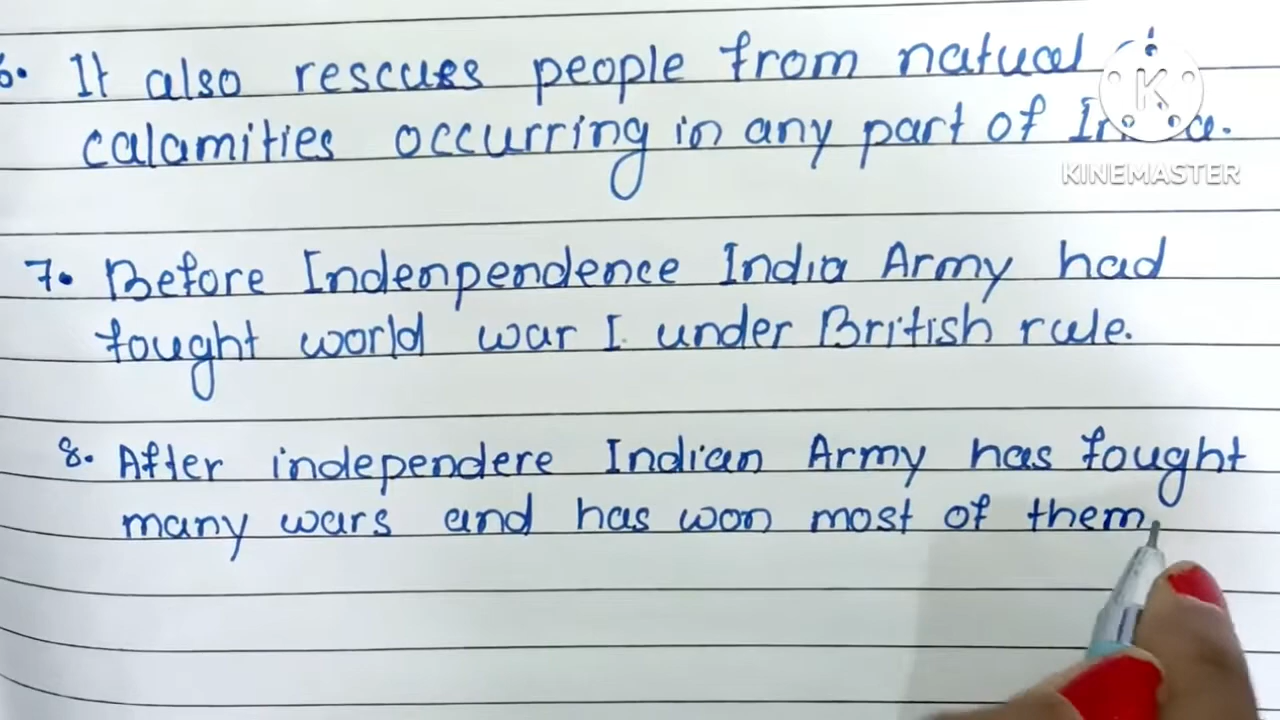 6. It also rescues people from natual
calamities occurring in any part of India.
KINEMASTER
7. Before Indenpendence India Army had
fought world war I under British rule.
8. After independere Indian Army has fought
many wars and has won most of them.